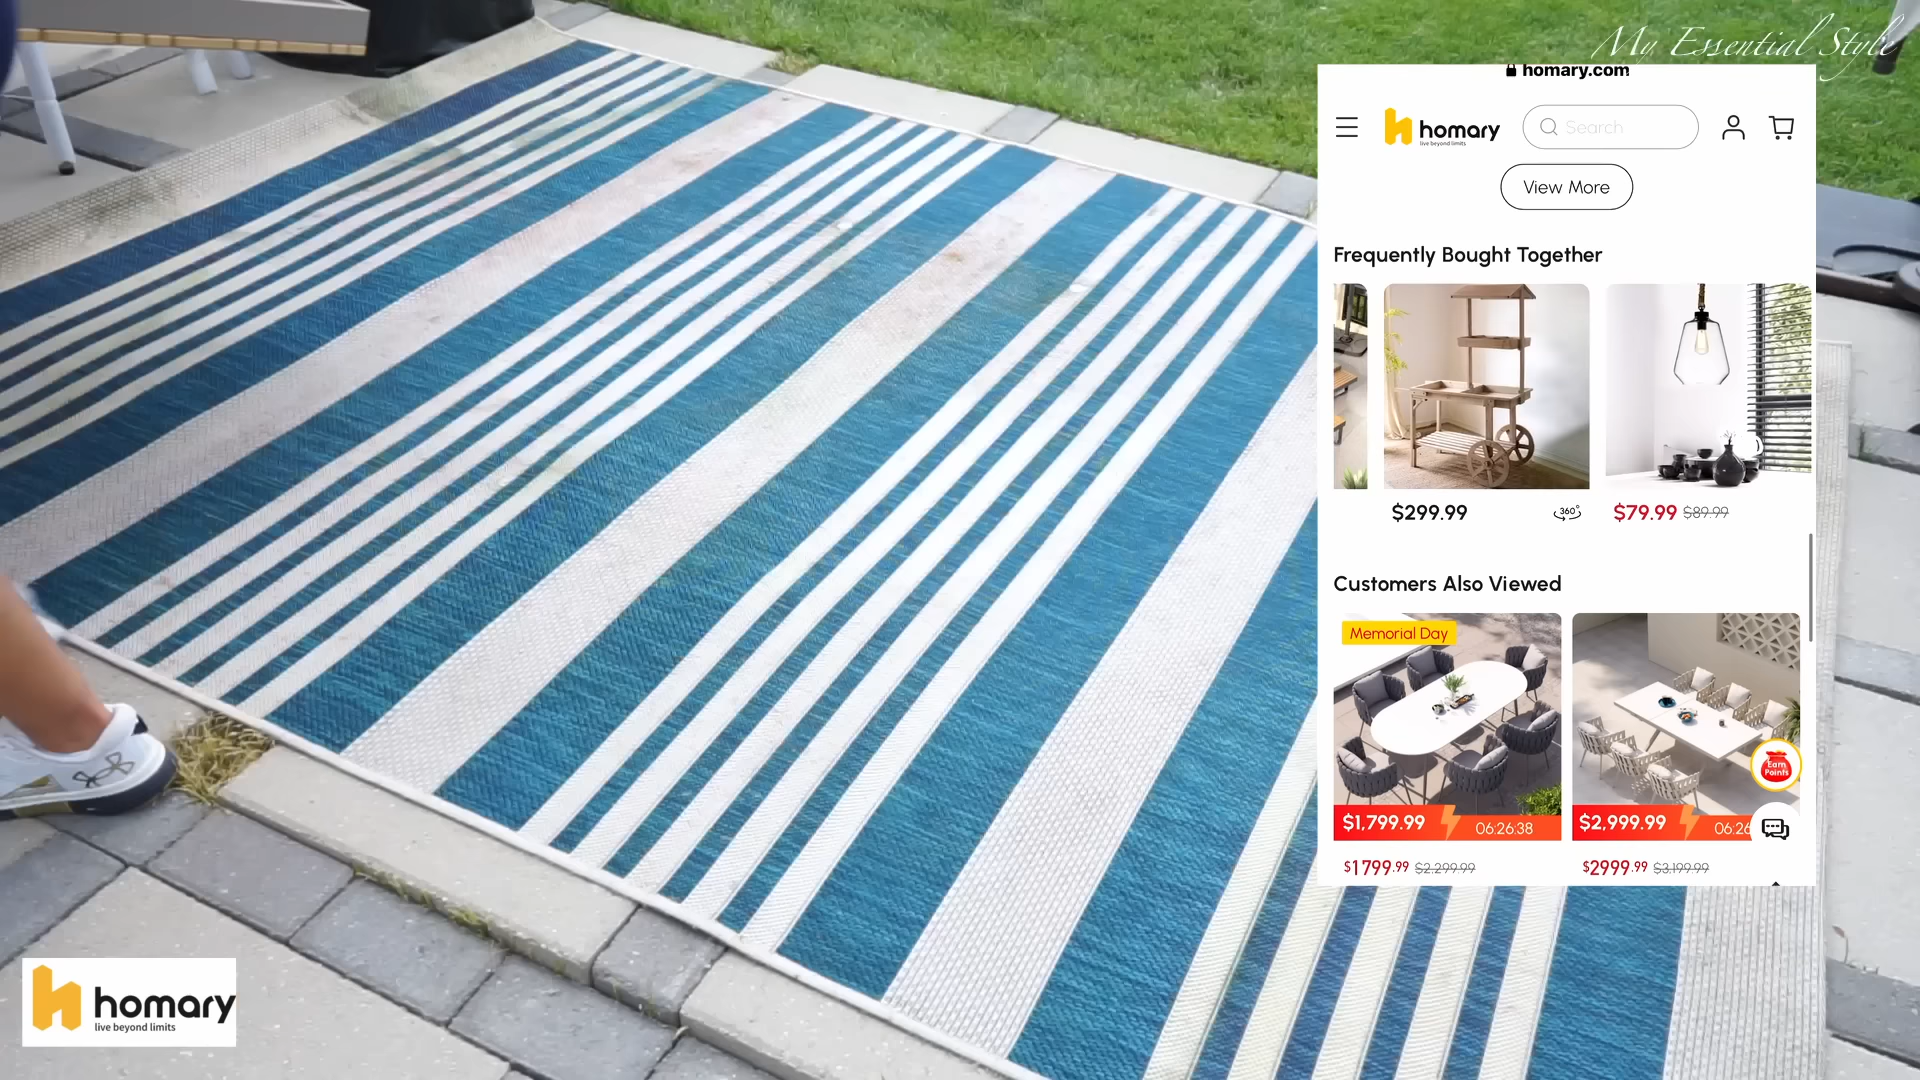 My Essential Style
homary.com
homary
live beyond limits
Search
View More
Frequently Bought Together
$299.99
360°
$79.99 $89.99
Customers Also Viewed
Memorial Day
$1,799.99
06:26:38
$2,999.99
06:26
Earn
Points
$1799.99 $2,299.99
$2999.99 $3,199.99
homary
live beyond limits